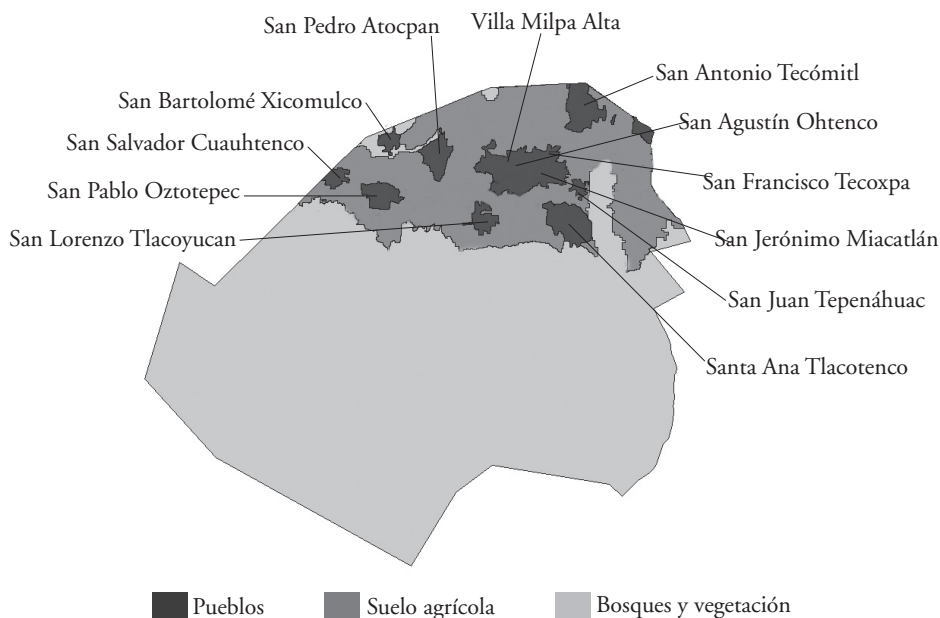 San Pedro Atocpan
Villa Milpa Alta
San Antonio Tecómitl
San Bartolomé Xicomulco
San Agustín Ohtenco
San Salvador Cuauhtenco
San Francisco Tecoxpa
San Pablo Oztotepec
San Lorenzo Tlacoyucan
San Jerónimo Miacatlán
San Juan Tepenáhuac
Santa Ana Tlacotenco
Pueblos
Suelo agrícola
Bosques y vegetación